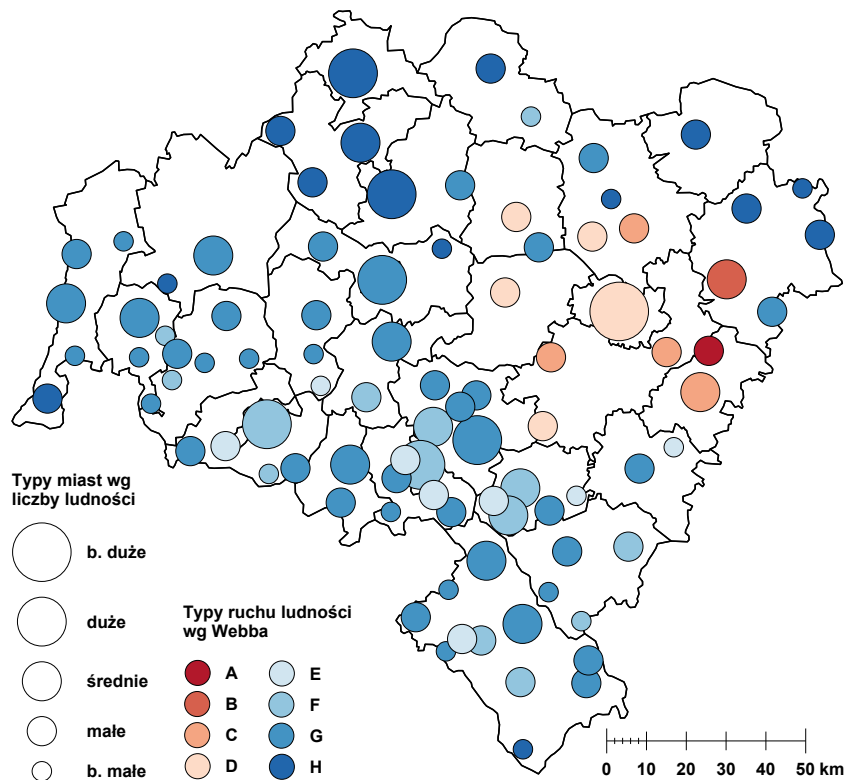 Typy miast wg
liczby ludności
b. duże
duże
średnie
małe
b. małe
Typy ruchu ludności
wg Webba
A E
B F
C G
D H
0 10 20 30 40 50 km